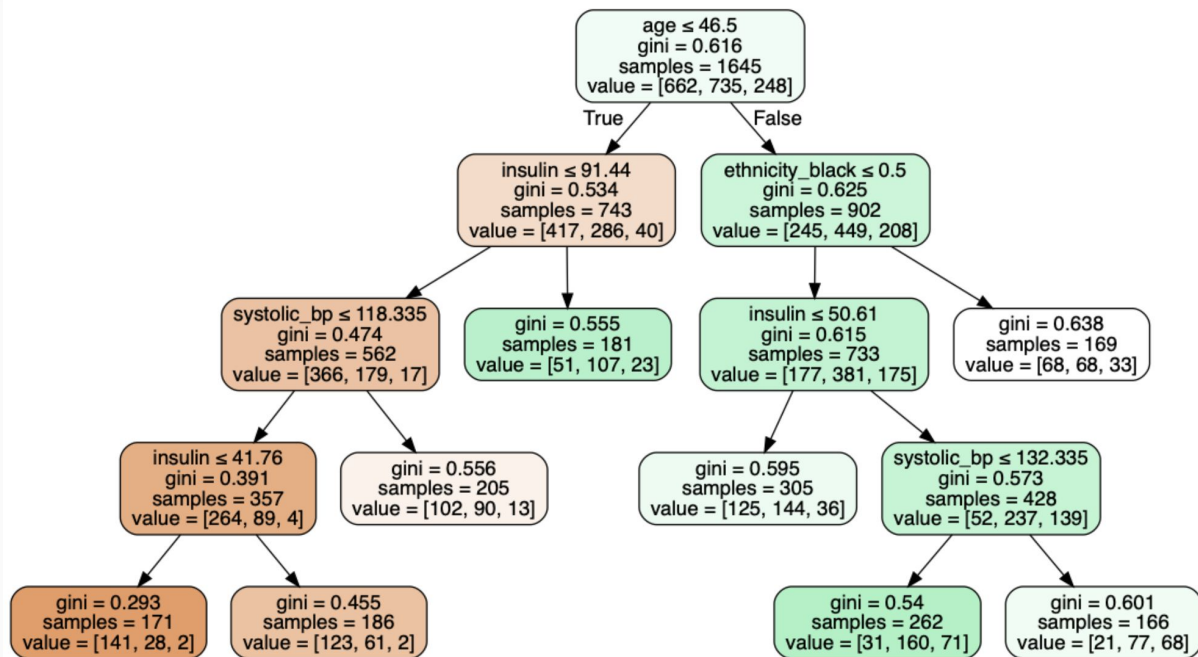 age ≤ 46.5
gini = 0.616
samples = 1645
value = [662, 735, 248]
True
False
insulin ≤ 91.44
gini = 0.534
samples = 743
value = [417, 286, 40]
ethnicity_black ≤ 0.5
gini = 0.625
samples = 902
value = [245, 449, 208]
systolic_bp ≤ 118.335
gini = 0.474
samples = 562
value = [366, 179, 17]
gini = 0.555
samples = 181
value = [51, 107, 23]
insulin ≤ 50.61
gini = 0.615
samples = 733
value = [177, 381, 175]
gini = 0.638
samples = 169
value = [68, 68, 33]
insulin ≤ 41.76
gini = 0.391
samples = 357
value = [264, 89, 4]
gini = 0.556
samples = 205
value = [102, 90, 13]
gini = 0.595
samples = 305
value = [125, 144, 36]
systolic_bp ≤ 132.335
gini = 0.573
samples = 428
value = [52, 237, 139]
gini = 0.293
samples = 171
value = [141, 28, 2]
gini = 0.455
samples = 186
value = [123, 61, 2]
gini = 0.54
samples = 262
value = [31, 160, 71]
gini = 0.601
samples = 166
value = [21, 77, 68]